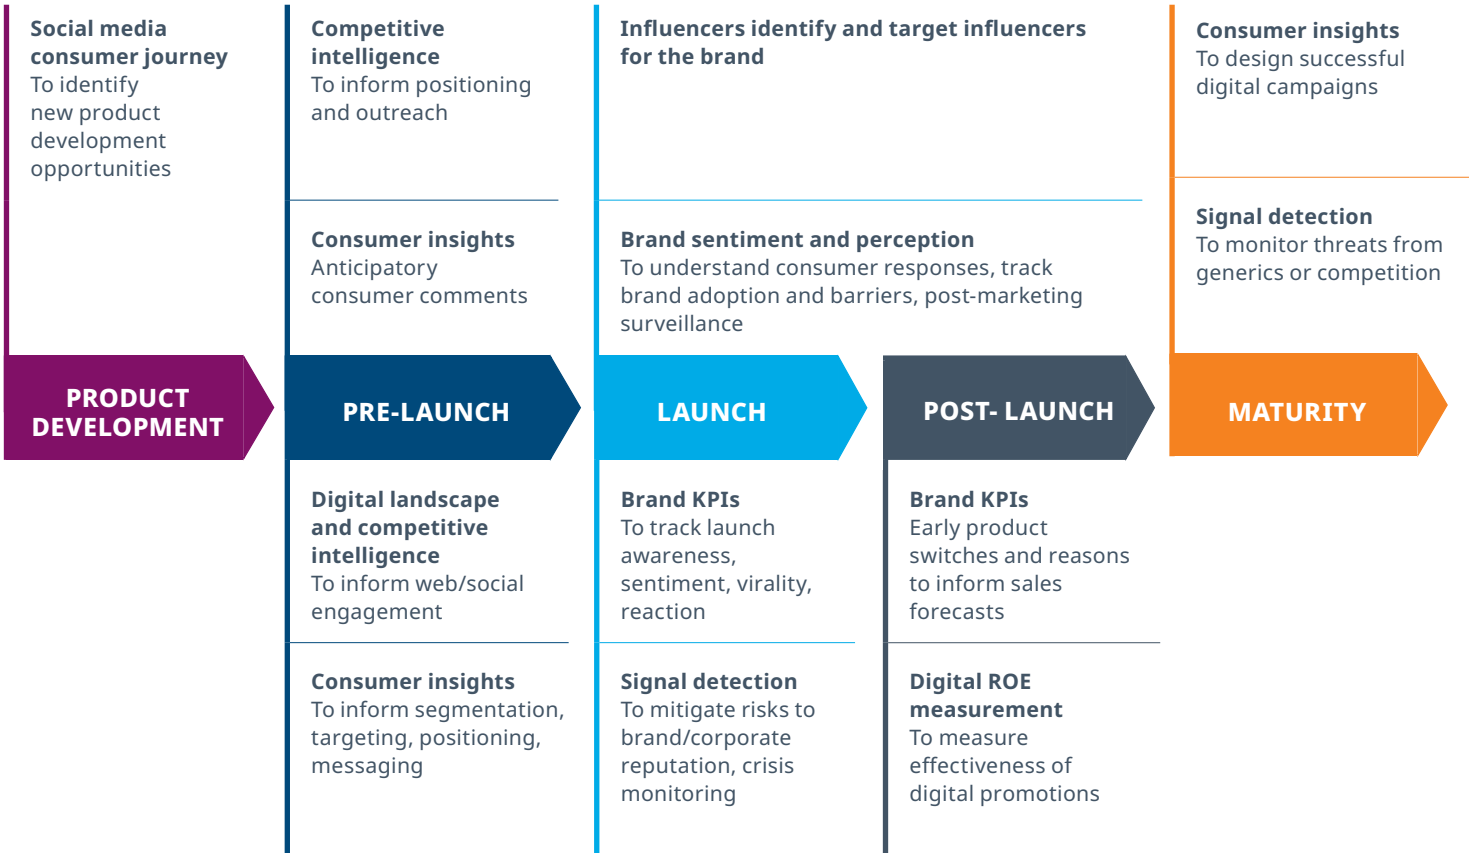 Social media
consumer journey
To identify
new product
development
opportunities
Competitive
intelligence
To inform positioning
and outreach
Consumer insights
Anticipatory
consumer comments
Influencers identify and target influencers
for the brand
Brand sentiment and perception
To understand consumer responses, track
brand adoption and barriers, post-marketing
surveillance
Consumer insights
To design successful
digital campaigns
Signal detection
To monitor threats from
generics or competition
PRODUCT
DEVELOPMENT
PRE-LAUNCH
LAUNCH
POST- LAUNCH
MATURITY
Digital landscape
and competitive
intelligence
To inform web/social
engagement
Consumer insights
To inform segmentation,
targeting, positioning,
messaging
Brand KPIs
To track launch
awareness,
sentiment, virality,
reaction
Signal detection
To mitigate risks to
brand/corporate
reputation, crisis
monitoring
Brand KPIs
Early product
switches and reasons
to inform sales
forecasts
Digital ROE
measurement
To measure
effectiveness of
digital promotions